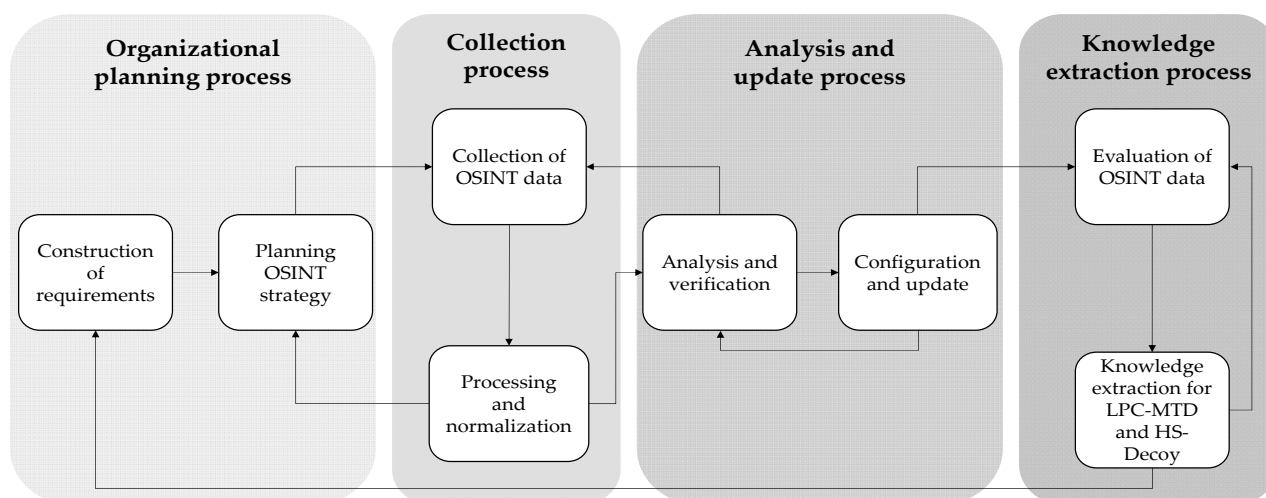 Organizational
planning process
Collection
process
Analysis and
update process
Knowledge
extraction process
Construction
of
requirements
Planning
OSINT
strategy
Collection of
OSINT data
Processing
and
normalization
Analysis and
verification
Configuration
and update
Evaluation of
OSINT data
Knowledge
extraction for
LPC-MTD
and HS-
Decoy